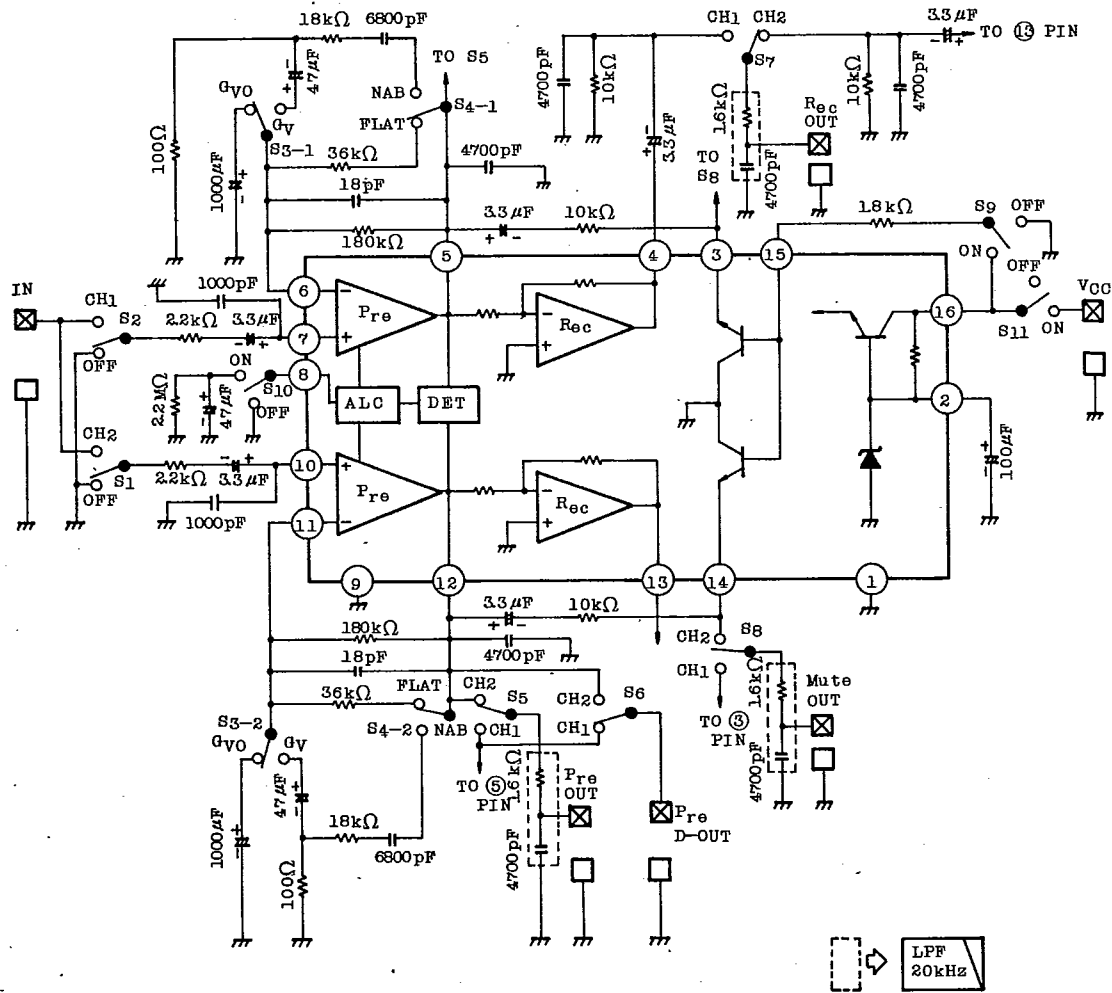 18kΩ
6800pF
TO S5
CH1
CH2
3.3μF
- +
TO ⑬ PIN
+
-
47μF
NAB
S4-1
FLAT
GVO
GV
S3-1
100Ω
1000μF
+
-
36kΩ
4700pF
18pF
180kΩ
3.3μF
+ -
10kΩ
4700pF
10kΩ
-
+
3.3μF
S7
1.6kΩ
4700pF
Rec
OUT
10kΩ
4700pF
TO
S8
1.8kΩ
S9
OFF
ON
OFF
S11
ON
VCC
5
4
3
15
16
2
+
-
100μF
IN
CH1
S2
OFF
2.2kΩ
3.3μF
- +
1000pF
6
7
-
+
Pre
-
+
Rec
ON
S10
OFF
8
2.2MΩ
+
-
47μF
ALC
DET
CH2
S1
OFF
2.2kΩ
- +
3.3μF
1000pF
10
11
+
-
Pre
-
+
Rec
9
12
13
14
1
3.3μF
+ -
10kΩ
180kΩ
4700pF
18pF
36kΩ
FLAT
S4-2
NAB
CH2
S5
CH1
CH2
S6
CH1
CH2
S8
CH1
TO ③
PIN
1.6kΩ
4700pF
Mute
OUT
S3-2
GVO
GV
+
-
1000μF
47μF
+
-
18kΩ
6800pF
100Ω
TO ⑤
PIN
1.6kΩ
4700pF
Pre
OUT
Pre
D-OUT
LPF
20kHz